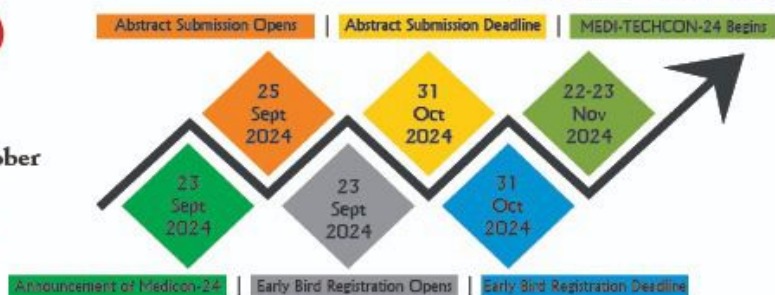 Abstract Submission Opens | Abstract Submission Deadline | MEDI-TECHCON-24 Begins
25
Sept
2024
31
Oct
2024
22-23
Nov
2024
ober
23
Sept
2024
23
Sept
2024
31
Oct
2024
Announcement of Medicon-24 | Early Bird Registration Opens | Early Bird Registration Deadline